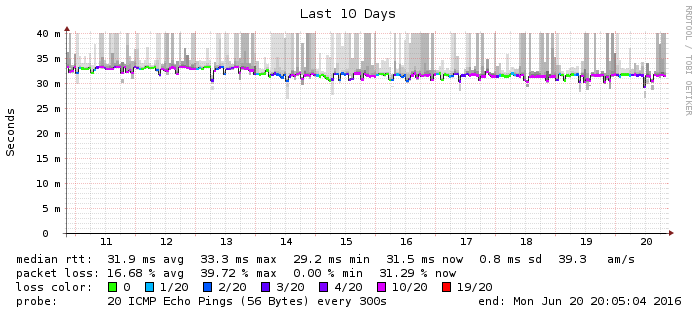 Last 10 Days
RRDTOOL / TOBI OETIKER
Seconds
40 m
35 m
30 m
25 m
20 m
15 m
10 m
5 m
0
11 12 13 14 15 16 17 18 19 20
median rtt: 31.9 ms avg 33.3 ms max 29.2 ms min 31.5 ms now 0.8 ms sd 39.3 am/s
packet loss: 16.68 % avg 39.72 % max 0.00 % min 31.29 % now
loss color: 0 1/20 2/20 3/20 4/20 10/20 19/20
probe: 20 ICMP Echo Pings (56 Bytes) every 300s end: Mon Jun 20 20:05:04 2016